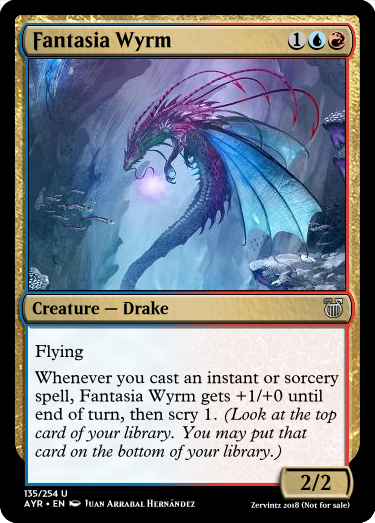 Fantasia Wyrm 1
Creature — Drake
Flying
Whenever you cast an instant or sorcery
spell, Fantasia Wyrm gets +1/+0 until
end of turn, then scry 1. (Look at the top
card of your library. You may put that
card on the bottom of your library.)
2/2
135/254 U
AYR • EN Juan Arrabal Hernández
Zervintz 2018 (Not for sale)